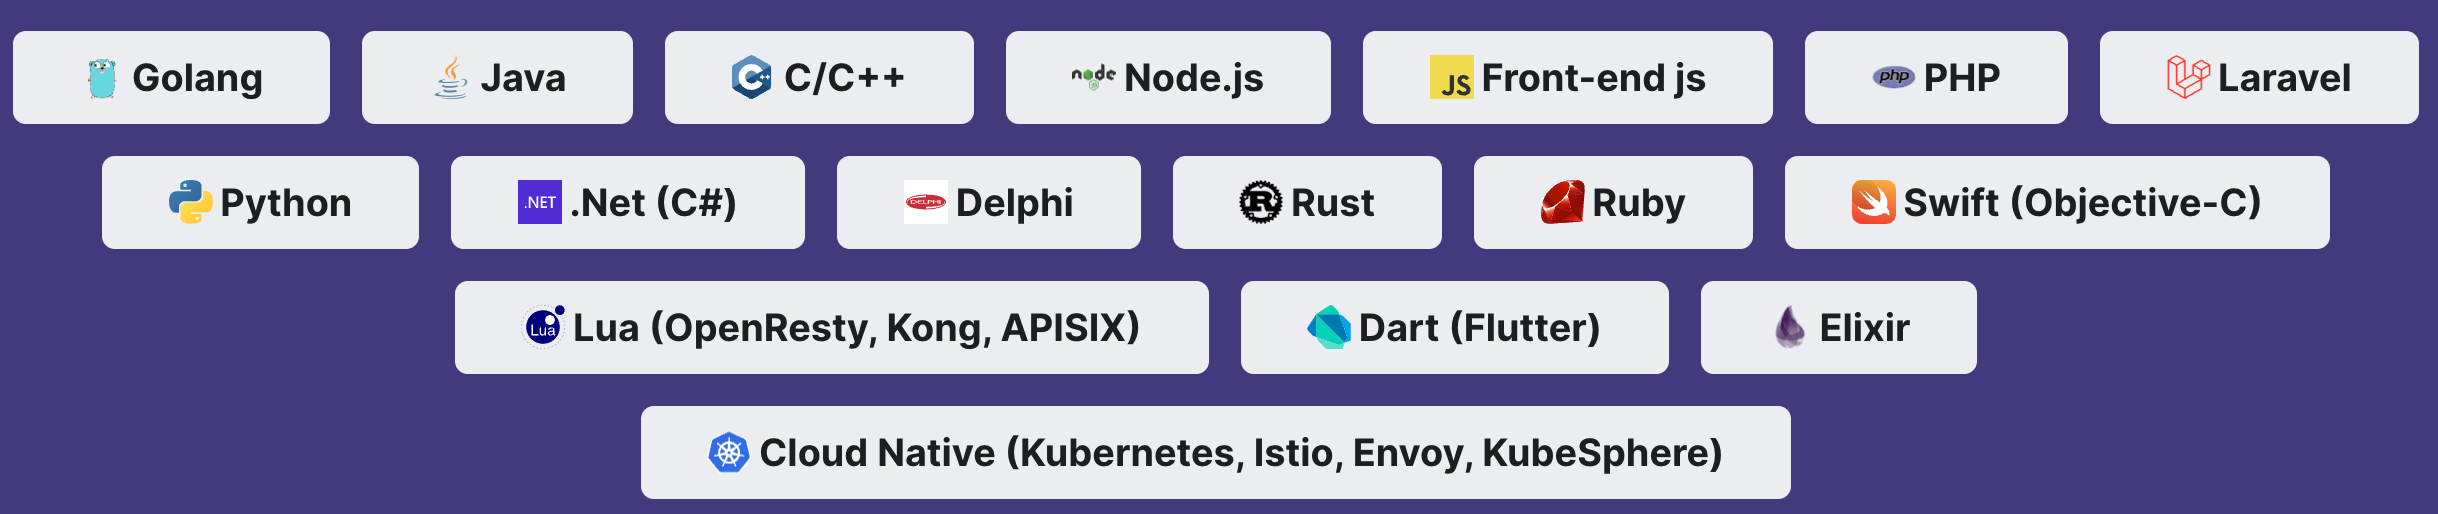 Golang
Java
C/C++
node Node.js
JS Front-end js
php PHP
Laravel
Python
.NET .Net (C#)
DELPHI Delphi
R Rust
Ruby
Swift (Objective-C)
Lua Lua (OpenResty, Kong, APISIX)
Dart (Flutter)
Elixir
Cloud Native (Kubernetes, Istio, Envoy, KubeSphere)